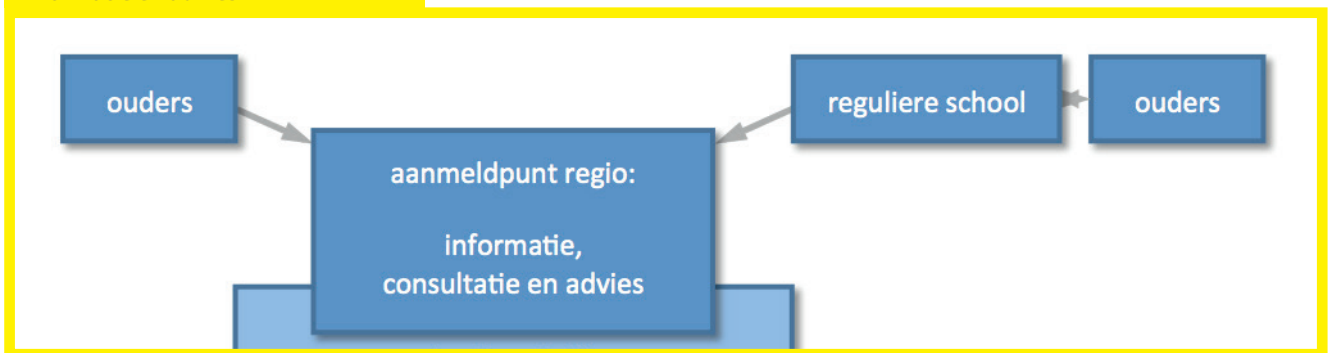 ouders
reguliere school
ouders
aanmeldpunt regio:
informatie,
consultatie en advies